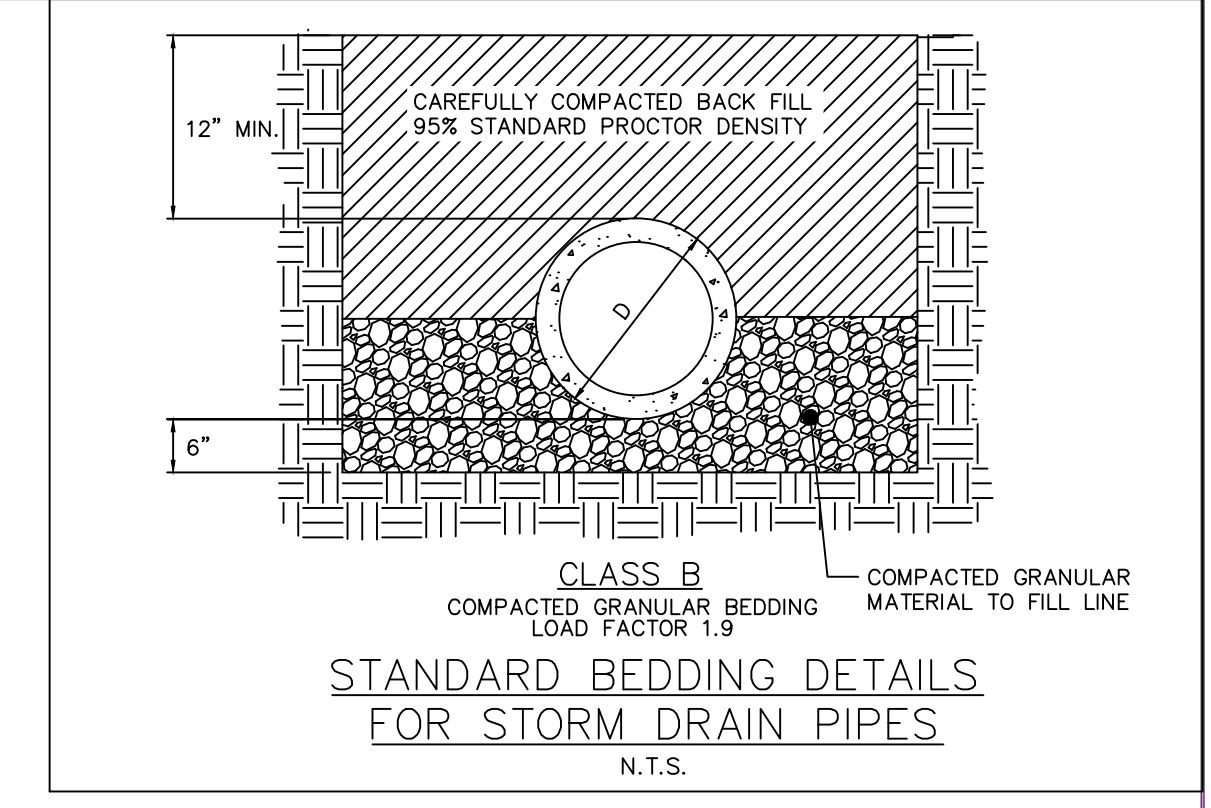 CAREFULLY COMPACTED BACK FILL
95% STANDARD PROCTOR DENSITY
12" MIN.
D
6"
CLASS B
COMPACTED GRANULAR BEDDING
LOAD FACTOR 1.9
COMPACTED GRANULAR
MATERIAL TO FILL LINE
STANDARD BEDDING DETAILS
FOR STORM DRAIN PIPES
N.T.S.